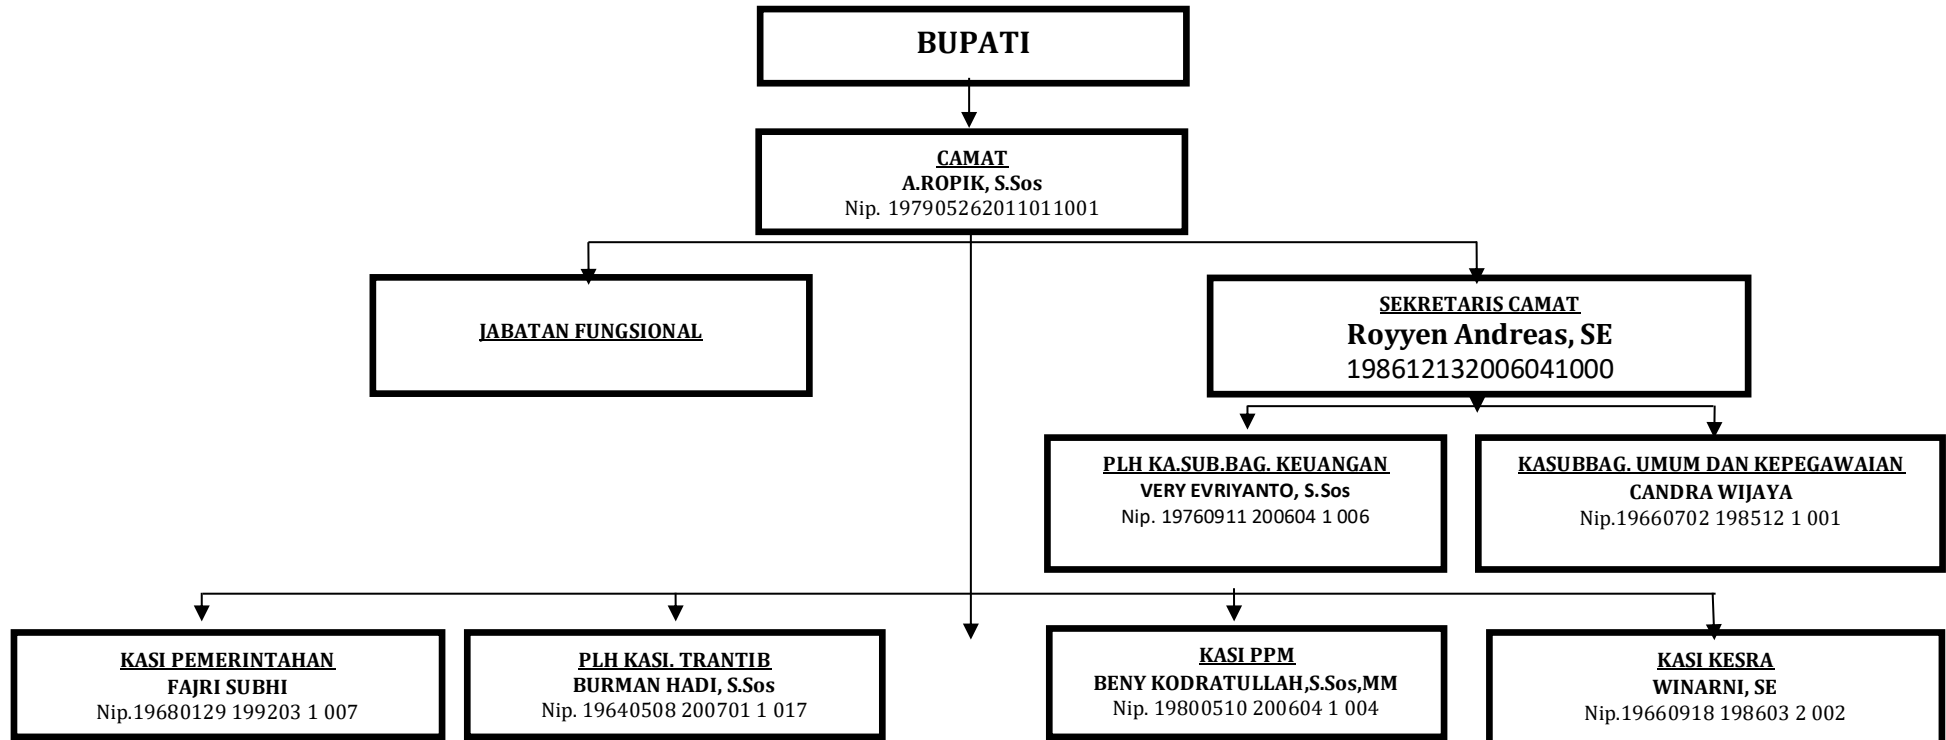 BUPATI
CAMAT
A.ROPIK, S.Sos
Nip. 197905262011011001
JABATAN FUNGSIONAL
SEKRETARIS CAMAT
Royyen Andreas, SE
198612132006041000
PLH KA.SUB.BAG. KEUANGAN
VERY EVRIYANTO, S.Sos
Nip. 19760911 200604 1 006
KASUBBAG. UMUM DAN KEPEGAWAIAN
CANDRA WIJAYA
Nip.19660702 198512 1 001
KASI PEMERINTAHAN
FAJRI SUBHI
Nip.19680129 199203 1 007
PLH KASI. TRANTIB
BURMAN HADI, S.Sos
Nip. 19640508 200701 1 017
KASI PPM
BENY KODRATULLAH,S.Sos,MM
Nip. 19800510 200604 1 004
KASI KESRA
WINARNI, SE
Nip.19660918 198603 2 002